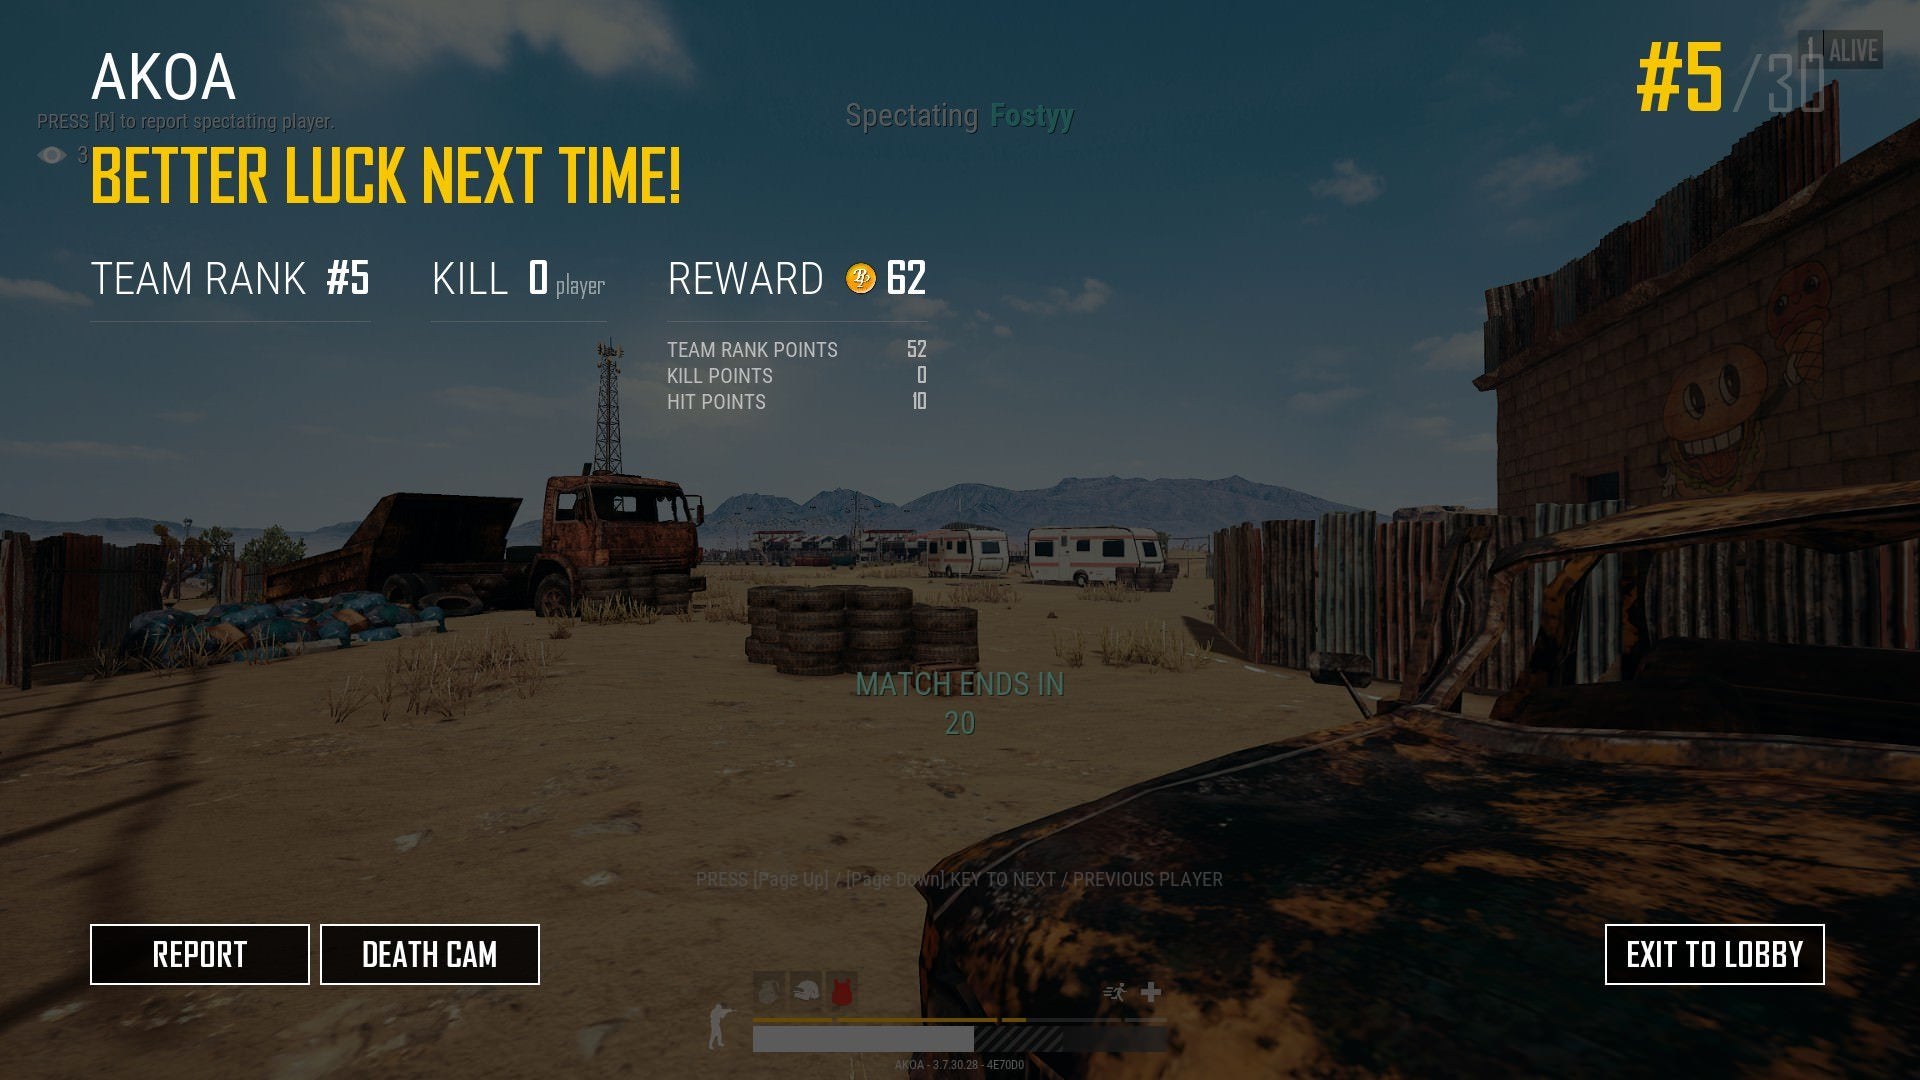 AKOA
#5/30
1 ALIVE
PRESS [R] to report spectating player.
Spectating Fostyy
3
BETTER LUCK NEXT TIME!
TEAM RANK #5
KILL 0 player
REWARD 62
TEAM RANK POINTS 52
KILL POINTS 0
HIT POINTS 10
MATCH ENDS IN
20
PRESS [Page Up] / [Page Down] KEY TO NEXT / PREVIOUS PLAYER
REPORT
DEATH CAM
EXIT TO LOBBY
AKOA - 3.7.30.28 - 4E70D0